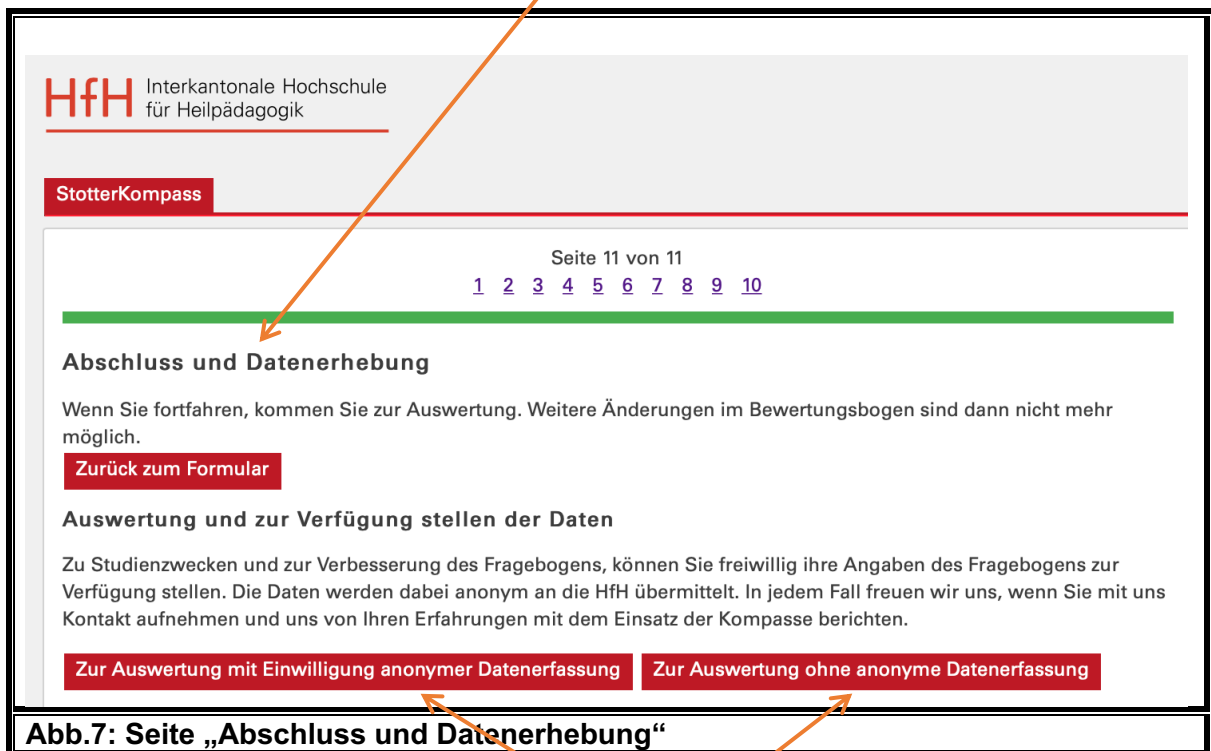 HfH Interkantonale Hochschule
für Heilpädagogik
StotterKompass
Seite 11 von 11
1 2 3 4 5 6 7 8 9 10
Abschluss und Datenerhebung
Wenn Sie fortfahren, kommen Sie zur Auswertung. Weitere Änderungen im Bewertungsbogen sind dann nicht mehr
möglich.
Zurück zum Formular
Auswertung und zur Verfügung stellen der Daten
Zu Studienzwecken und zur Verbesserung des Fragebogens, können Sie freiwillig ihre Angaben des Fragebogens zur
Verfügung stellen. Die Daten werden dabei anonym an die HfH übermittelt. In jedem Fall freuen wir uns, wenn Sie mit uns
Kontakt aufnehmen und uns von Ihren Erfahrungen mit dem Einsatz der Kompasse berichten.
Zur Auswertung mit Einwilligung anonymer Datenerfassung Zur Auswertung ohne anonyme Datenerfassung
Abb.7: Seite „Abschluss und Datenerhebung“